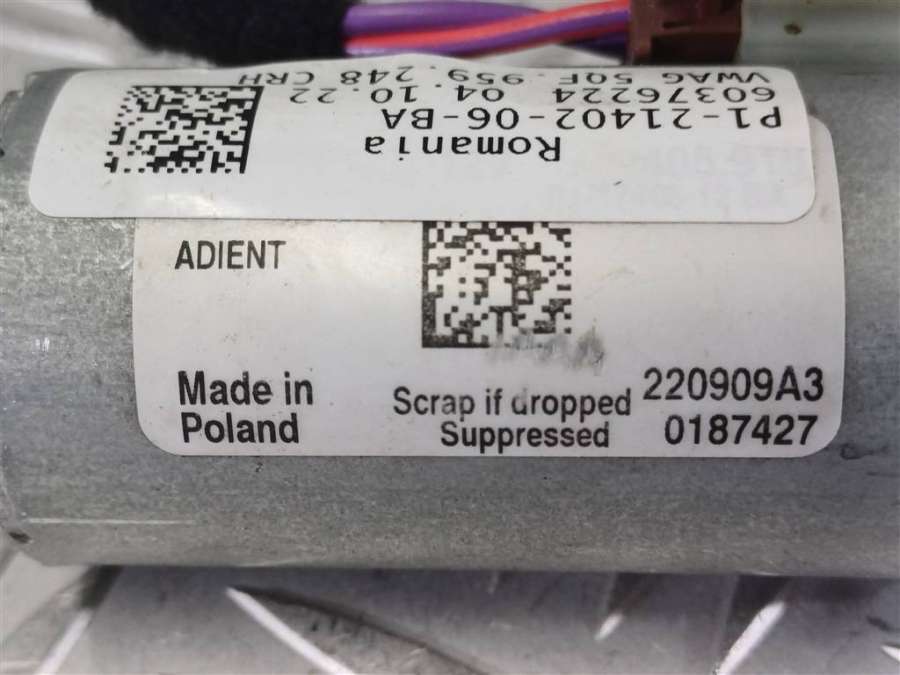 Romania
P1-21402-06-BA
60376224 04.10.22
VWAG 5QF.959.248 CRH
ADIENT
Made in
Poland
Scrap if dropped
Suppressed
220909A3
0187427